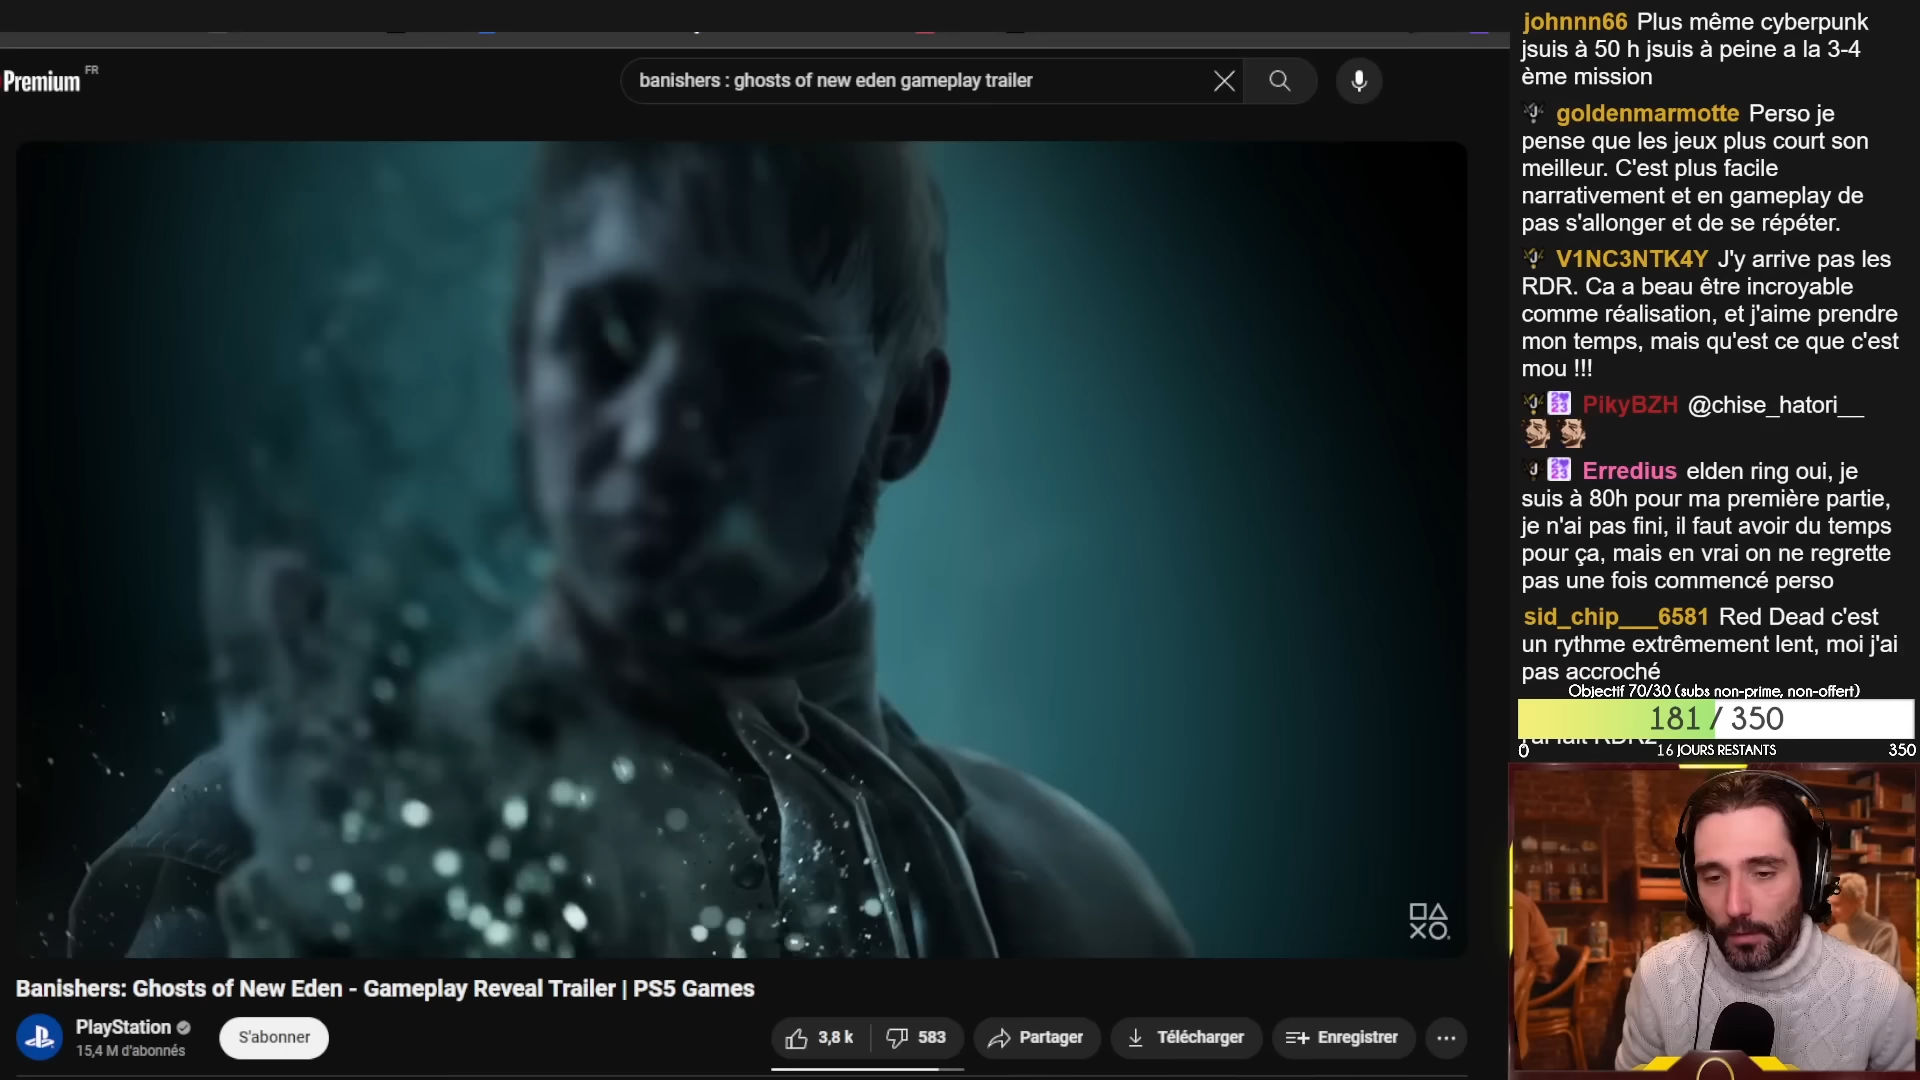 Premium FR
banishers : ghosts of new eden gameplay trailer
Banishers: Ghosts of New Eden - Gameplay Reveal Trailer | PS5 Games
PlayStation
15,4 M d'abonnés
S'abonner
3,8 k
583
Partager
Télécharger
Enregistrer
johnnn66 Plus même cyberpunk
jsuis à 50 h jsuis à peine a la 3-4
ème mission
goldenmarmotte Perso je
pense que les jeux plus court son
meilleur. C'est plus facile
narrativement et en gameplay de
pas s'allonger et de se répéter.
V1NC3NTK4Y J'y arrive pas les
RDR. Ca a beau être incroyable
comme réalisation, et j'aime prendre
mon temps, mais qu'est ce que c'est
mou !!!
PikyBZH @chise_hatori__
Erredius elden ring oui, je
suis à 80h pour ma première partie,
je n'ai pas fini, il faut avoir du temps
pour ça, mais en vrai on ne regrette
pas une fois commencé perso
sid_chip___6581 Red Dead c'est
un rythme extrêmement lent, moi j'ai
pas accroché
Objectif 70/30 (subs non-prime, non-offert)
181 / 350
0 16 JOURS RESTANTS 350